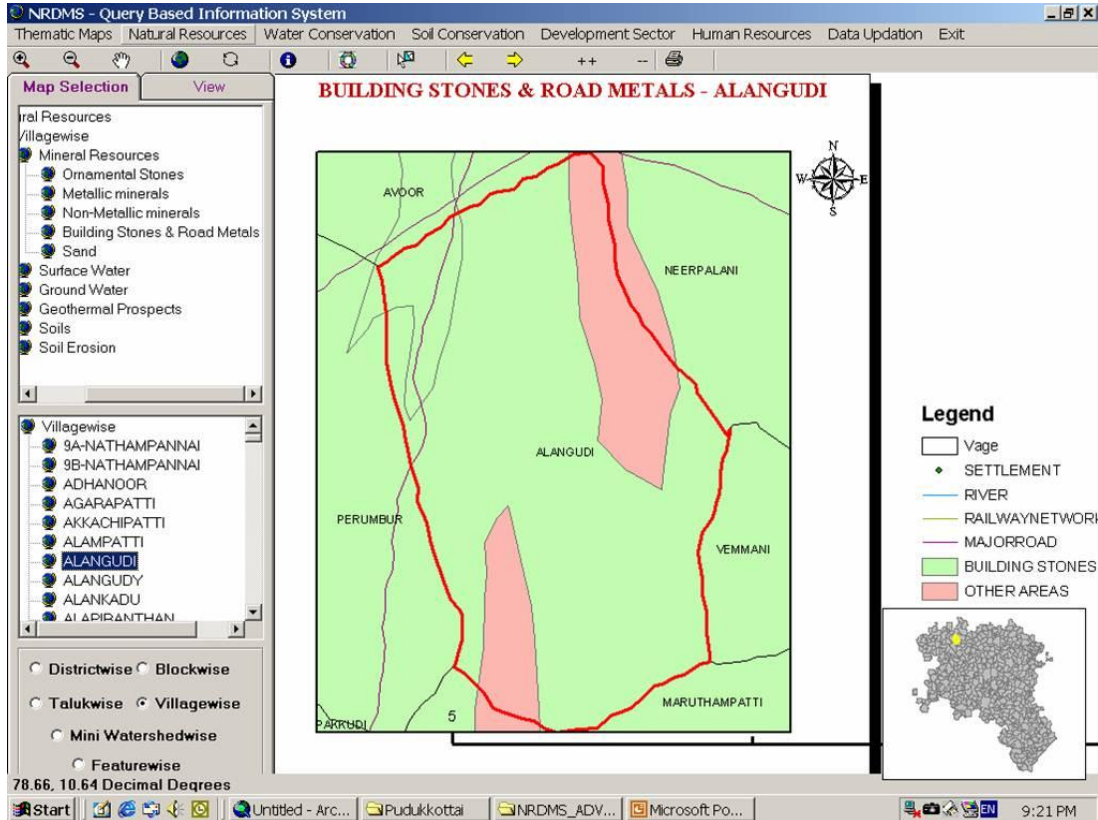 NRDMS - Query Based Information System
Thematic Maps Natural Resources Water Conservation Soil Conservation Development Sector Human Resources Data Updation Exit
++ --
Map Selection View
ral Resources
Villagewise
Mineral Resources
Ornamental Stones
Metallic minerals
Non-Metallic minerals
Building Stones & Road Metals
Sand
Surface Water
Ground Water
Geothermal Prospects
Soils
Soil Erosion
Villagewise
9A-NATHAMPANNAI
9B-NATHAMPANNAI
ADHANOOR
AGARAPATTI
AKKACHIPATTI
ALAMPATTI
ALANGUDI
ALANGUDY
ALANKADU
ALAPIRANTHAN
Districtwise Blockwise
Talukwise Villagewise
Mini Watershedwise
Featurewise
BUILDING STONES & ROAD METALS - ALANGUDI
N
W E
S
AVOOR
NEERPALANI
ALANGUDI
PERUMBUR
VEMMANI
MARUTHAMPATTI
5
Legend
Vage
SETTLEMENT
RIVER
RAILWAYNETWORK
MAJORROAD
BUILDING STONES
OTHER AREAS
78.66, 10.64 Decimal Degrees
Start Untitled - Arc... Pudukkottai NRDMS_ADV... Microsoft Po... EN 9:21 PM